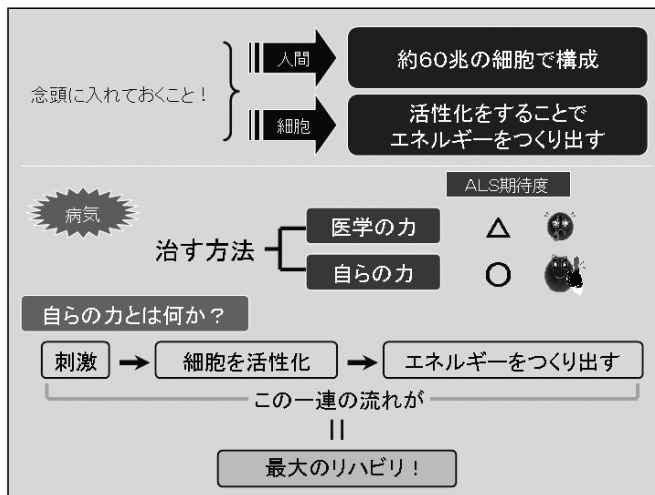 念頭に入れておくこと！
人間
約60兆の細胞で構成
細胞
活性化をすることで
エネルギーをつくり出す
ALS期待度
病気
治す方法
医学の力
△
自らの力
○
自らの力とは何か？
刺激
細胞を活性化
エネルギーをつくり出す
この一連の流れが
最大のリハビリ！